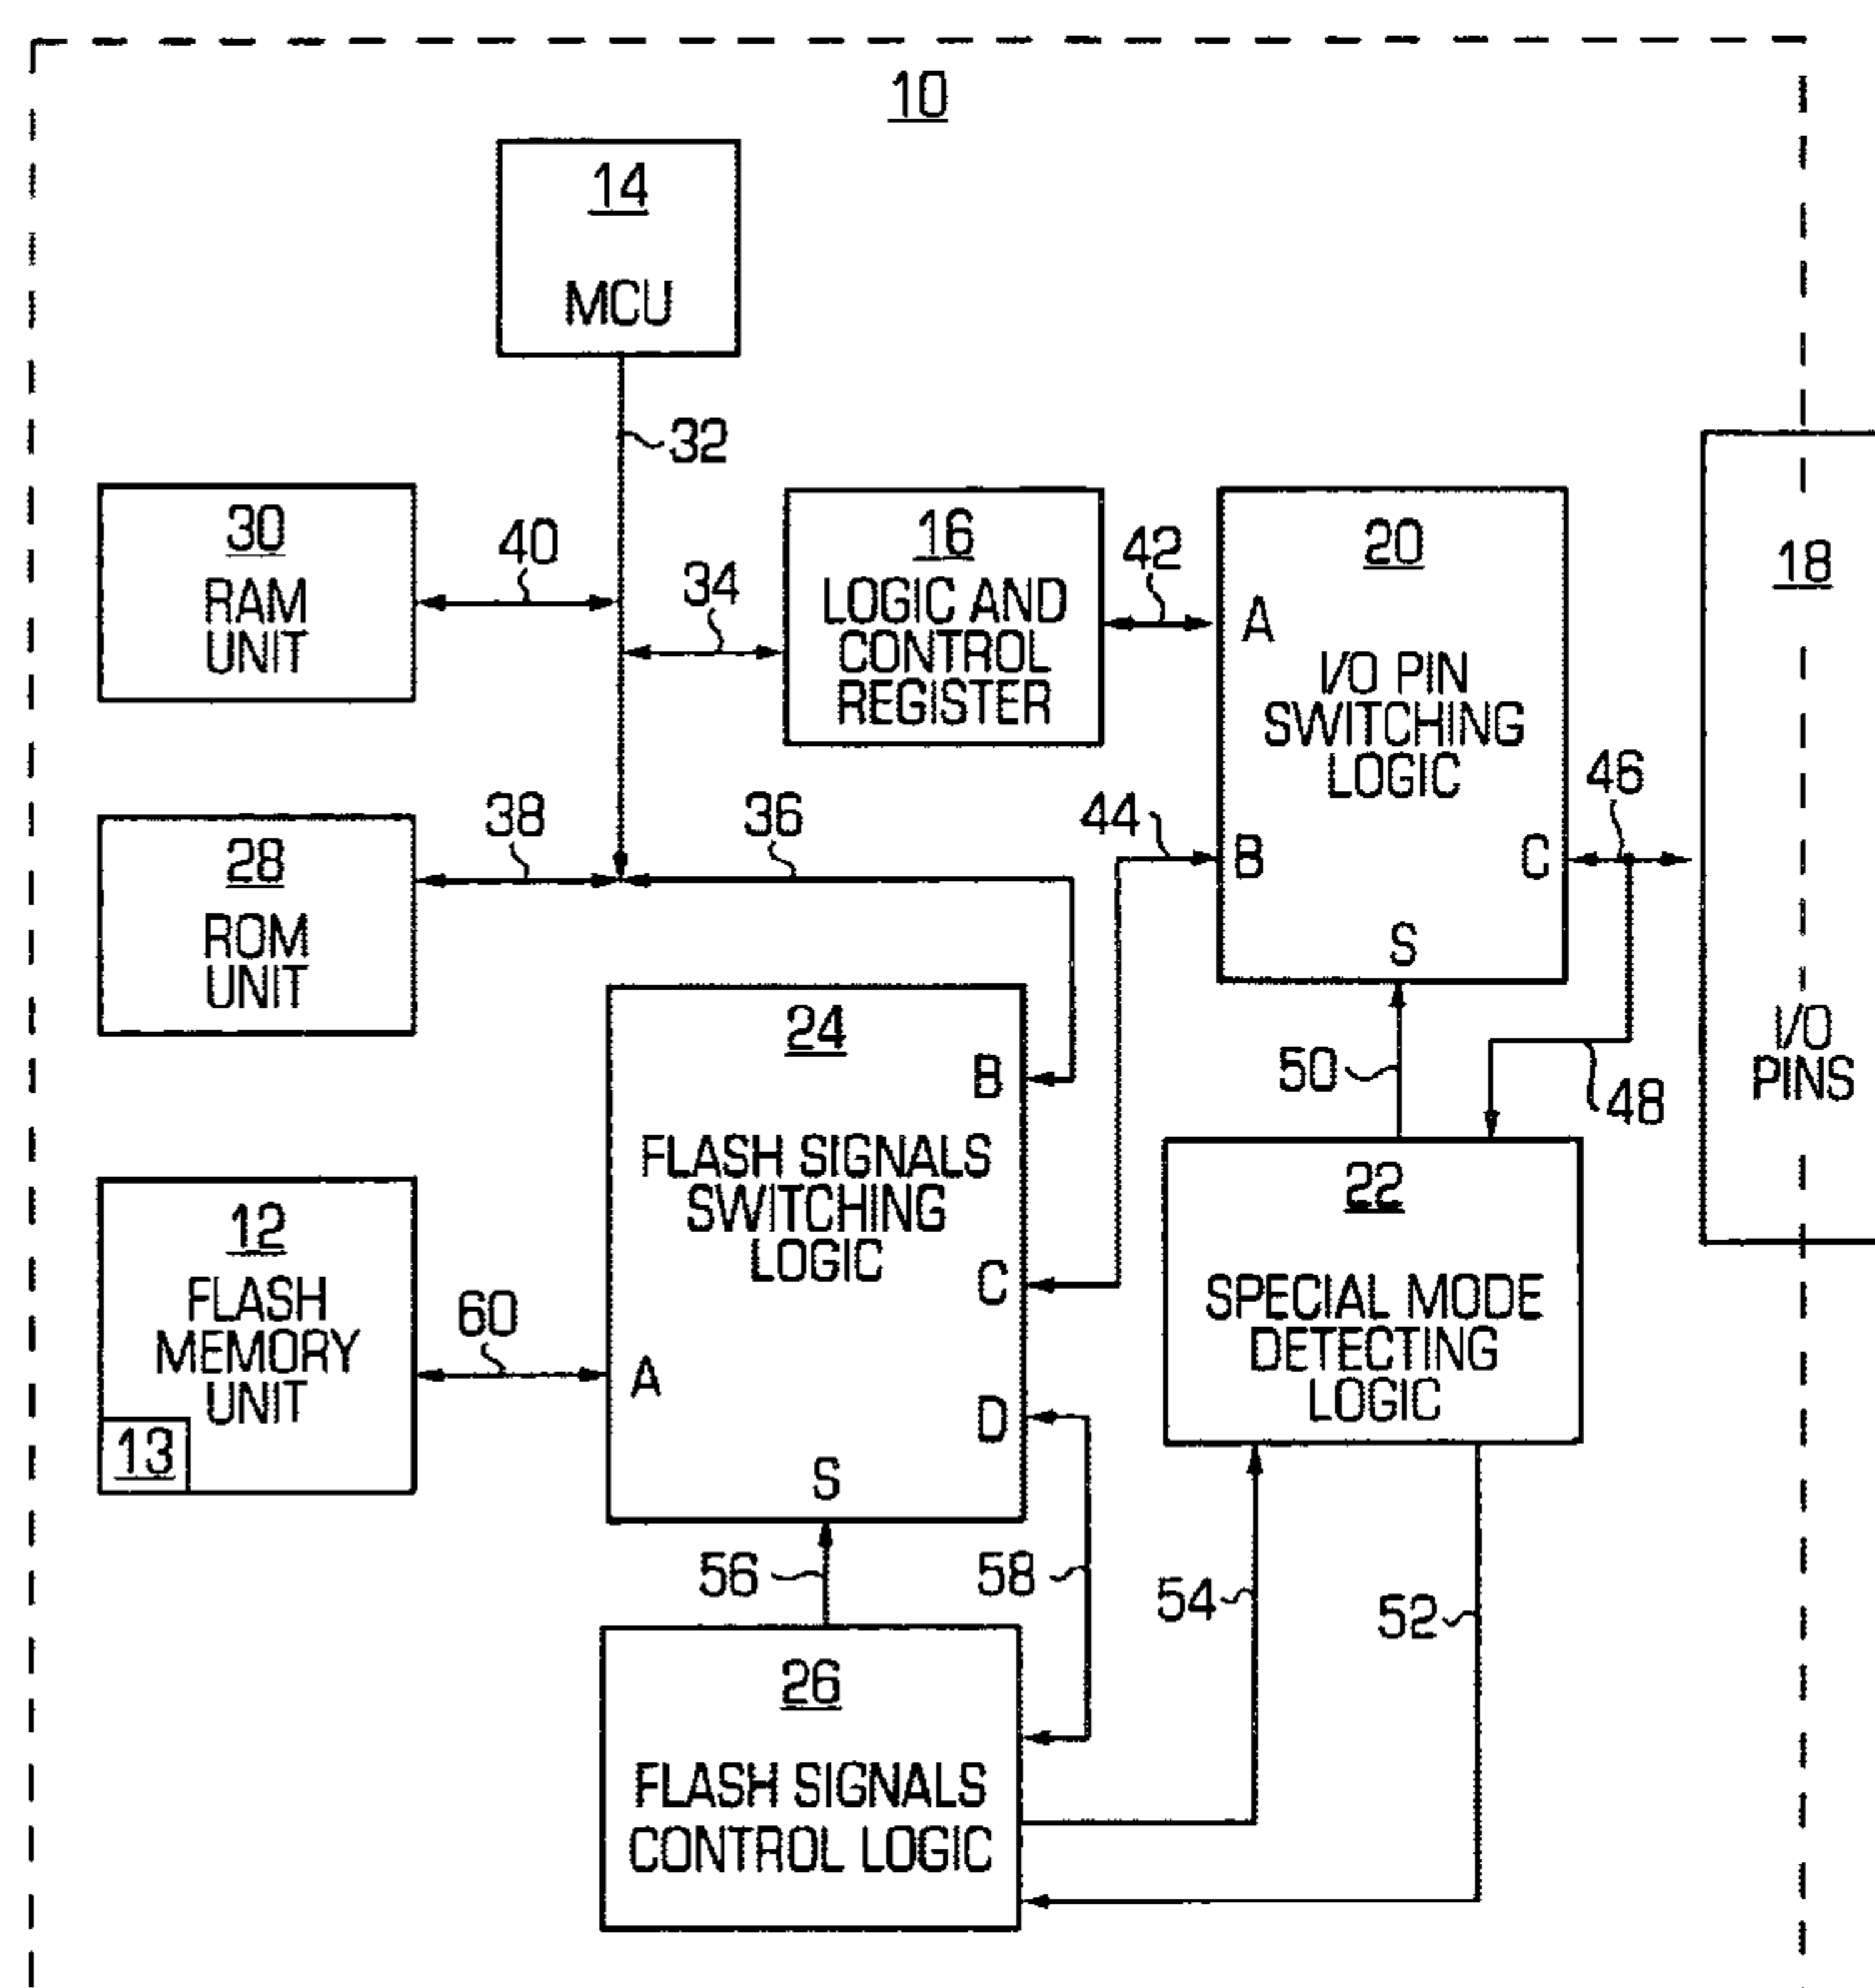 10
14
MCU
32
30
RAM
UNIT
40
34
16
LOGIC AND
CONTROL
REGISTER
42
20
A
I/O PIN
SWITCHING
LOGIC
B
C
S
46
18
I/O
PINS
28
ROM
UNIT
38
36
44
24
B
FLASH SIGNALS
SWITCHING
LOGIC
C
A
D
S
50
48
22
SPECIAL MODE
DETECTING
LOGIC
12
FLASH
MEMORY
UNIT
13
60
56
58
54
52
26
FLASH SIGNALS
CONTROL LOGIC